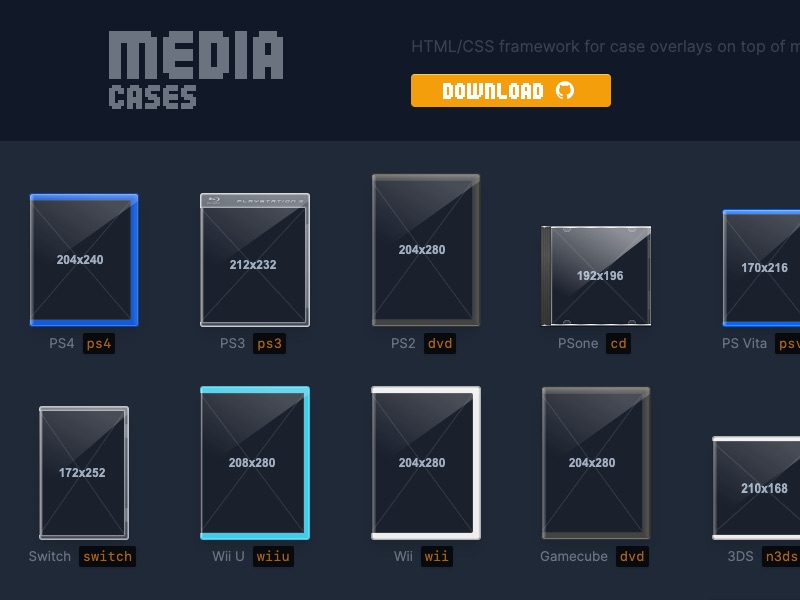 MEDIA
CASES
HTML/CSS framework for case overlays on top of
DOWNLOAD
PLAYSTATION 3
204x240
212x232
204x280
192x196
170x216
PS4 ps4
PS3 ps3
PS2 dvd
PSone cd
PS Vita psv
172x252
208x280
204x280
204x280
210x168
Switch switch
Wii U wiiu
Wii wii
Gamecube dvd
3DS n3ds